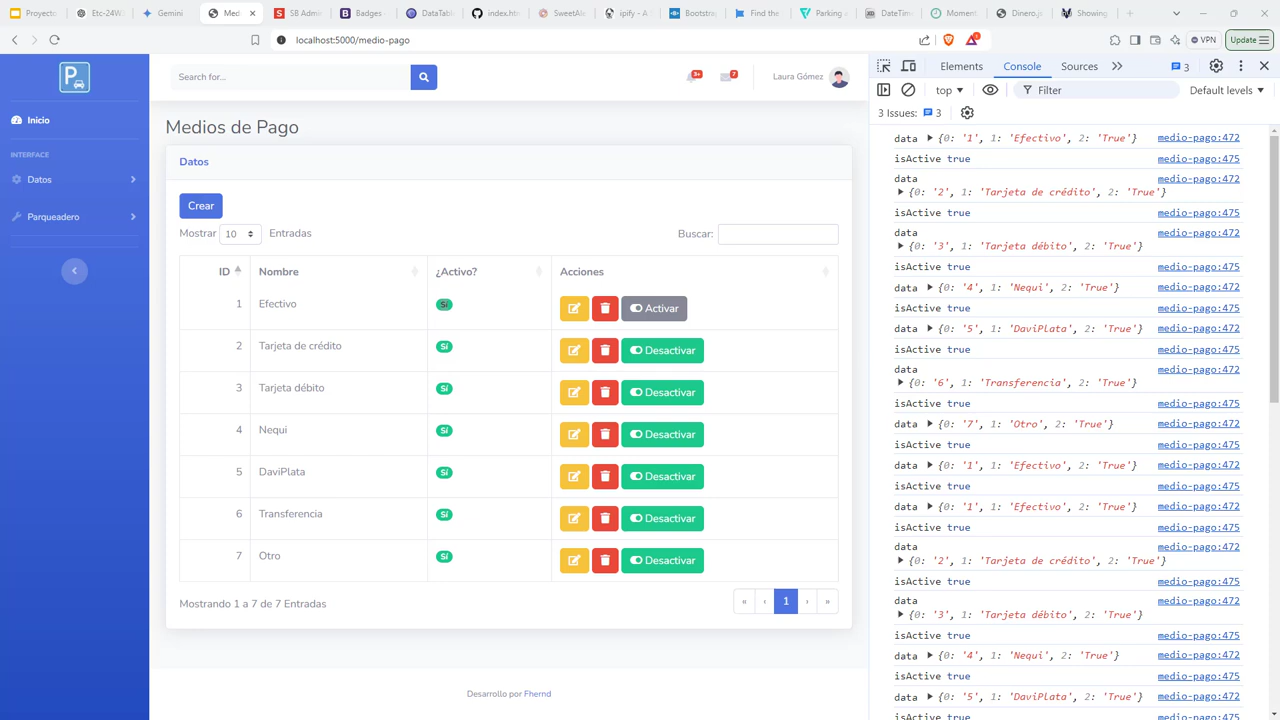 Proyecto
Etc-24W
Gemini
Med
SB Admi
Badges -
DataTabl
index.htm
SweetAle
ipify - A
Bootstrap
Find the
Parking c
DateTime
Moment
Dinero.js
Showing
localhost:5000/medio-pago
VPN
Update
P
Inicio
INTERFACE
Datos
Parqueadero
Search for...
3+
7
Laura Gómez
Medios de Pago
Datos
Crear
Mostrar 10 Entradas
Buscar:
ID Nombre ¿Activo? Acciones
1 Efectivo Sí Activar
2 Tarjeta de crédito Sí Desactivar
3 Tarjeta débito Sí Desactivar
4 Nequi Sí Desactivar
5 DaviPlata Sí Desactivar
6 Transferencia Sí Desactivar
7 Otro Sí Desactivar
Mostrando 1 a 7 de 7 Entradas
« ‹ 1 › »
Desarrollo por Fhernd
Elements Console Sources 3
top Filter Default levels
3 Issues: 3
data {0: '1', 1: 'Efectivo', 2: 'True'} medio-pago:472
isActive true medio-pago:475
data medio-pago:472
{0: '2', 1: 'Tarjeta de crédito', 2: 'True'}
isActive true medio-pago:475
data medio-pago:472
{0: '3', 1: 'Tarjeta débito', 2: 'True'}
isActive true medio-pago:475
data {0: '4', 1: 'Nequi', 2: 'True'} medio-pago:472
isActive true medio-pago:475
data {0: '5', 1: 'DaviPlata', 2: 'True'} medio-pago:472
isActive true medio-pago:475
data medio-pago:472
{0: '6', 1: 'Transferencia', 2: 'True'}
isActive true medio-pago:475
data {0: '7', 1: 'Otro', 2: 'True'} medio-pago:472
isActive true medio-pago:475
data {0: '1', 1: 'Efectivo', 2: 'True'} medio-pago:472
isActive true medio-pago:475
data {0: '1', 1: 'Efectivo', 2: 'True'} medio-pago:472
isActive true medio-pago:475
data medio-pago:472
{0: '2', 1: 'Tarjeta de crédito', 2: 'True'}
isActive true medio-pago:475
data medio-pago:472
{0: '3', 1: 'Tarjeta débito', 2: 'True'}
isActive true medio-pago:475
data {0: '4', 1: 'Nequi', 2: 'True'} medio-pago:472
isActive true medio-pago:475
data {0: '5', 1: 'DaviPlata', 2: 'True'} medio-pago:472
isActive true medio-pago:475